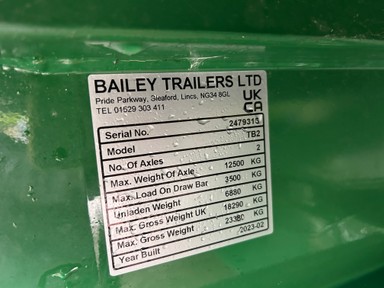 BAILEY TRAILERS LTD
Pride Parkway, Sleaford, Lincs, NG34 8GL
TEL 01529 303 411
UK
CA
Serial No. 2479315
Model TB2
No. Of Axles 2
Max. Weight Of Axle 12500 KG
Max. Load On Draw Bar 3500 KG
Unladen Weight 6880 KG
Max. Gross Weight UK 18290 KG
Max. Gross Weight 23380 KG
Year Built 2023-02